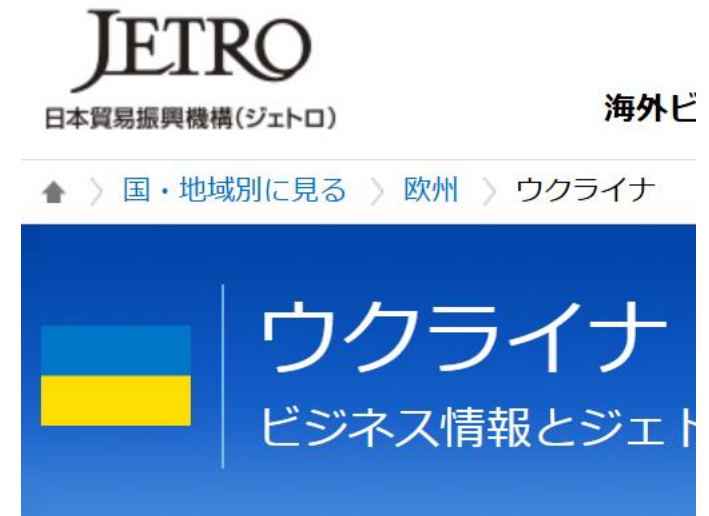 JETRO
日本貿易振興機構(ジェトロ)
海外ビ
国・地域別に見る 〉 欧州 〉 ウクライナ
ウクライナ
ビジネス情報とジェト